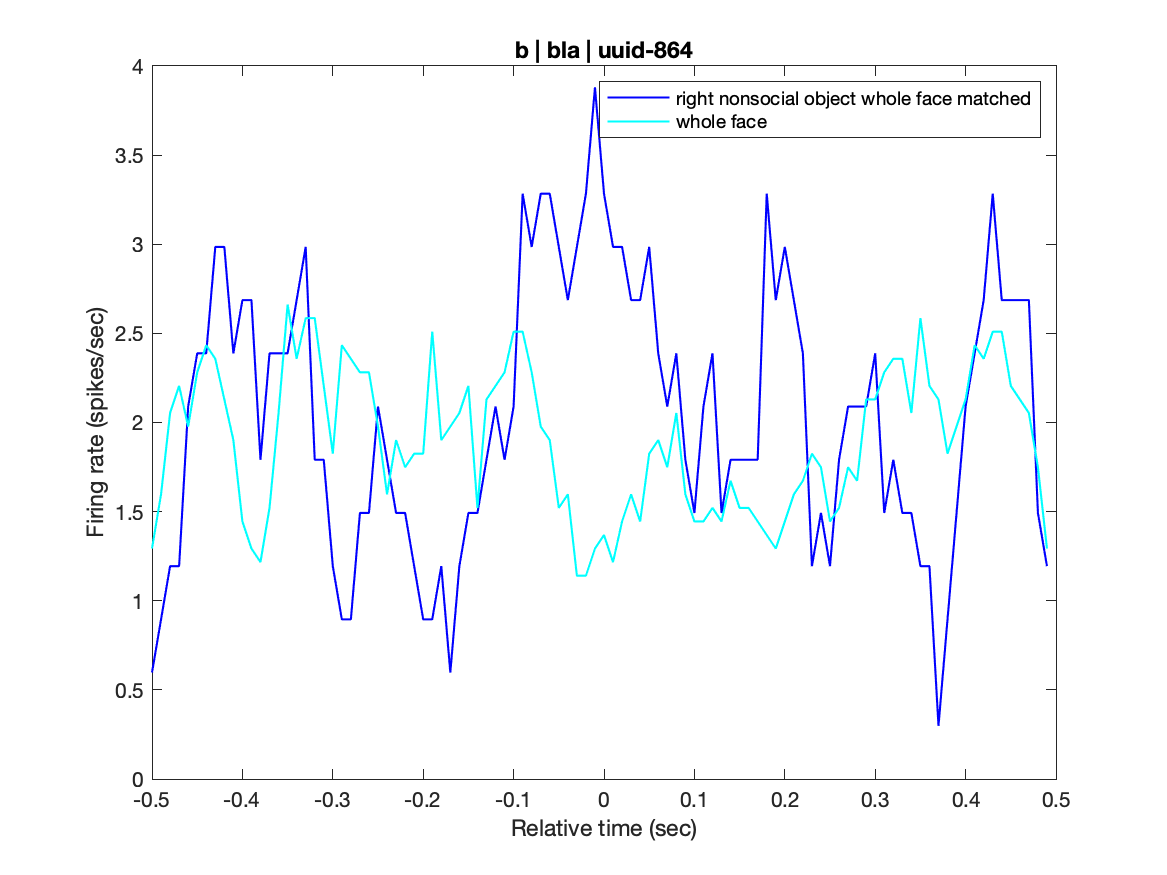 b | bla | uuid-864
right nonsocial object whole face matched
whole face
4
3.5
3
2.5
2
1.5
1
0.5
0
Firing rate (spikes/sec)
-0.5 -0.4 -0.3 -0.2 -0.1 0 0.1 0.2 0.3 0.4 0.5
Relative time (sec)